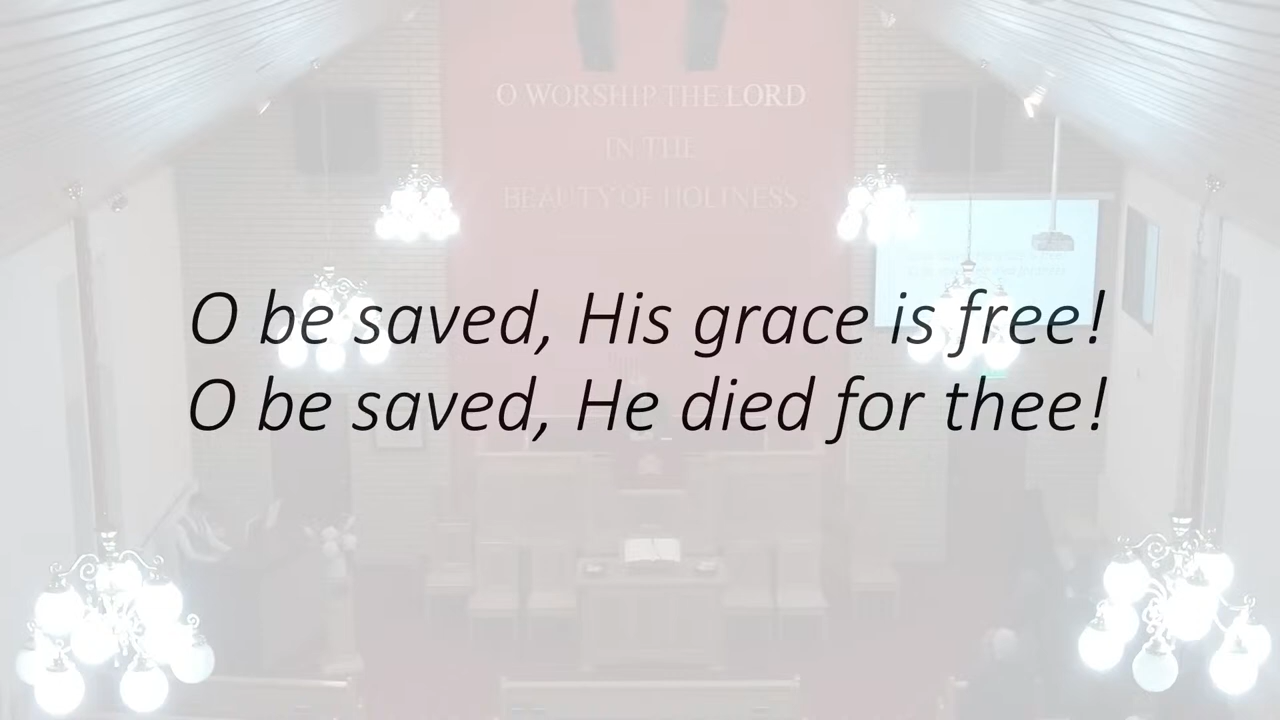 O WORSHIP THE LORD
IN THE
BEAUTY OF HOLINESS
O be saved, His grace is free!
O be saved, He died for thee!